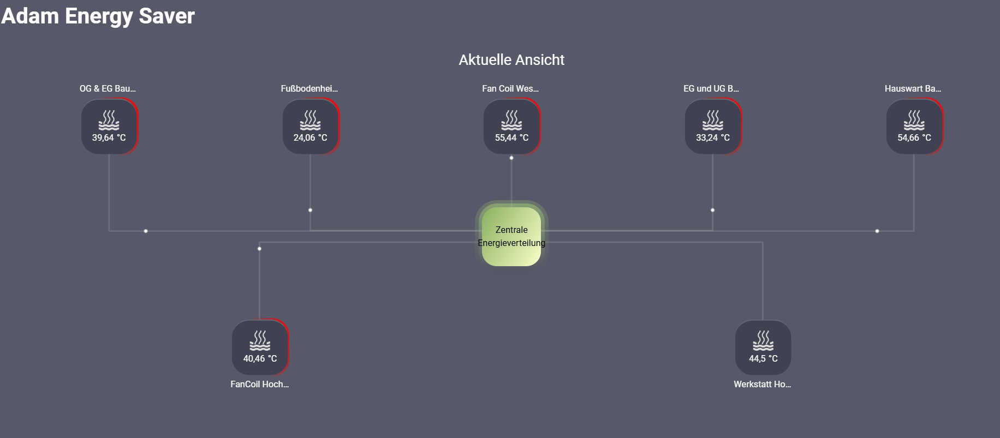 Adam Energy Saver
Aktuelle Ansicht
OG & EG Bau...
Fußbodenhei...
Fan Coil Wes...
EG und UG B...
Hauswart Ba...
39,64 °C
24,06 °C
55,44 °C
33,24 °C
54,66 °C
Zentrale
Energieverteilung
40,46 °C
44,5 °C
FanCoil Hoch...
Werkstatt Ho...